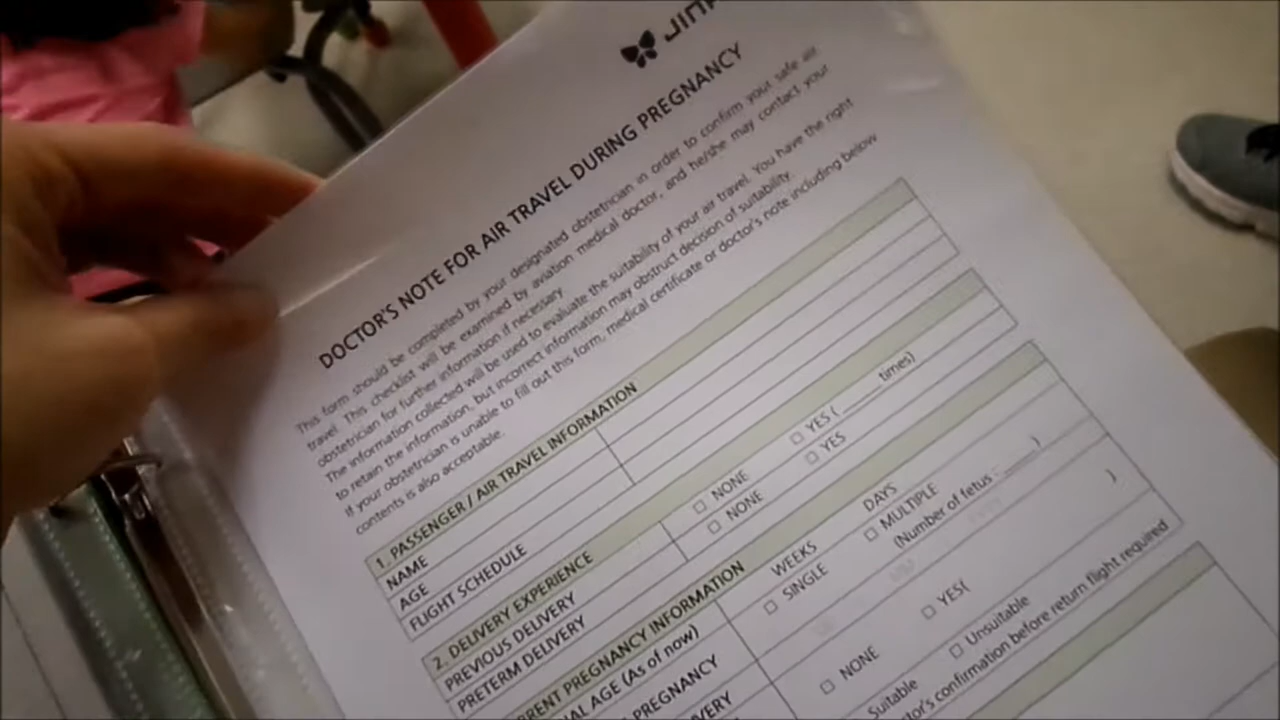 DOCTOR'S NOTE FOR AIR TRAVEL DURING PREGNANCY
This form should be completed by your designated obstetrician in order to confirm your safe air
travel. This checklist will be examined by aviation medical doctor, and he/she may contact your
obstetrician for further information if necessary.
The information collected will be used to evaluate the suitability of your air travel. You have the right
to retain the information, but incorrect information may obstruct decision of suitability.
If your obstetrician is unable to fill out this form, medical certificate or doctor's note including below
contents is also acceptable.
1. PASSENGER / AIR TRAVEL INFORMATION
NAME
AGE
FLIGHT SCHEDULE
2. DELIVERY EXPERIENCE
PREVIOUS DELIVERY □ NONE □ YES ( ____ times)
PRETERM DELIVERY □ NONE □ YES
PREGNANCY INFORMATION
(As of now) WEEKS DAYS
PREGNANCY □ SINGLE □ MULTIPLE
(Number of fetus : ____ )
□ NONE □ YES( )
Suitable □ Unsuitable
confirmation before return flight required